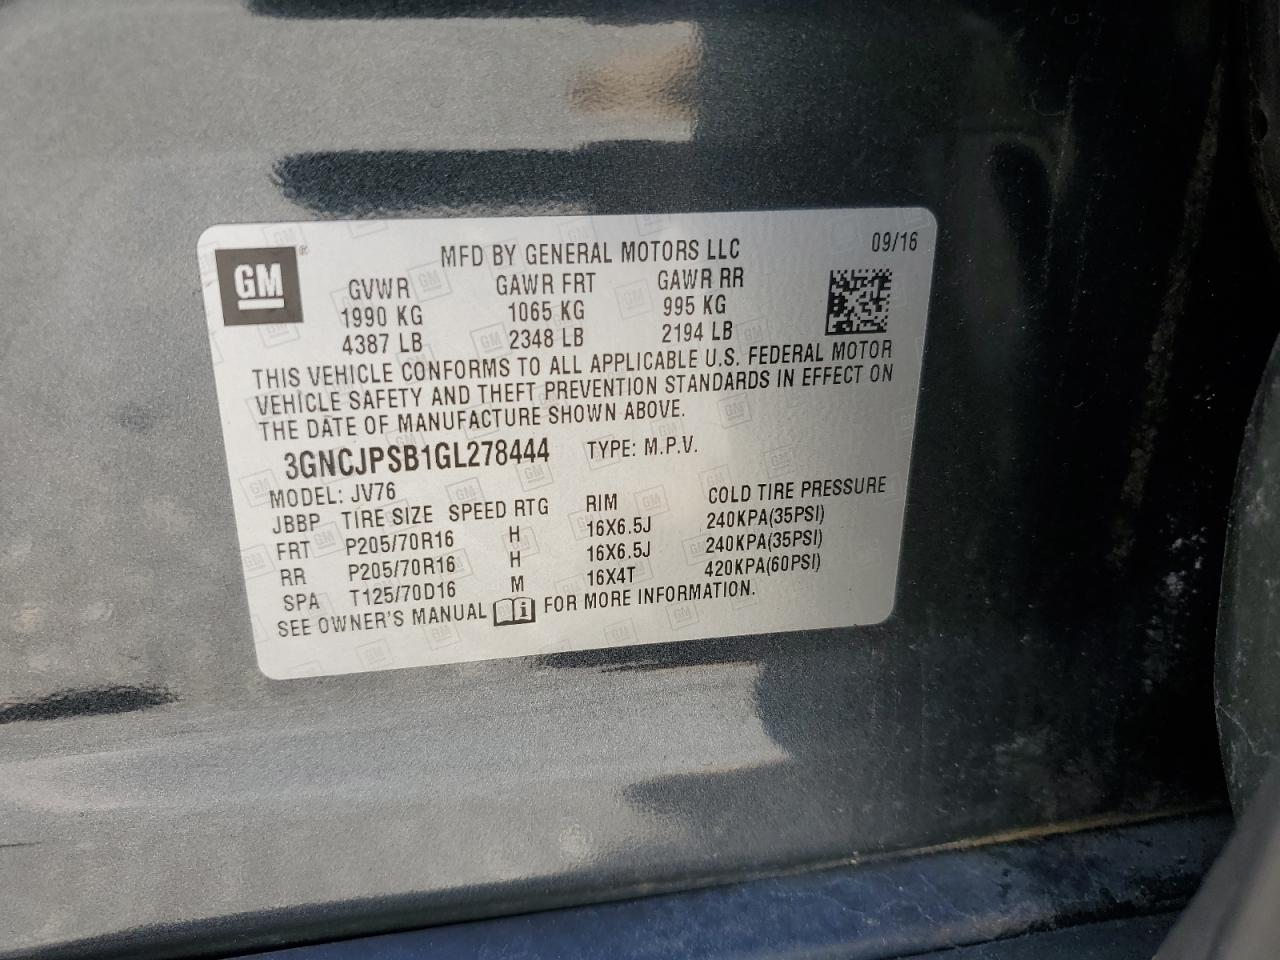 GM ®
MFD BY GENERAL MOTORS LLC 09/16
GVWR GAWR FRT GAWR RR
1990 KG 1065 KG 995 KG
4387 LB 2348 LB 2194 LB
THIS VEHICLE CONFORMS TO ALL APPLICABLE U.S. FEDERAL MOTOR
VEHICLE SAFETY AND THEFT PREVENTION STANDARDS IN EFFECT ON
THE DATE OF MANUFACTURE SHOWN ABOVE.
3GNCJPSB1GL278444 TYPE: M.P.V.
MODEL: JV76
JBBP TIRE SIZE SPEED RTG RIM COLD TIRE PRESSURE
FRT P205/70R16 H 16X6.5J 240KPA(35PSI)
RR P205/70R16 H 16X6.5J 240KPA(35PSI)
SPA T125/70D16 M 16X4T 420KPA(60PSI)
SEE OWNER'S MANUAL i FOR MORE INFORMATION.